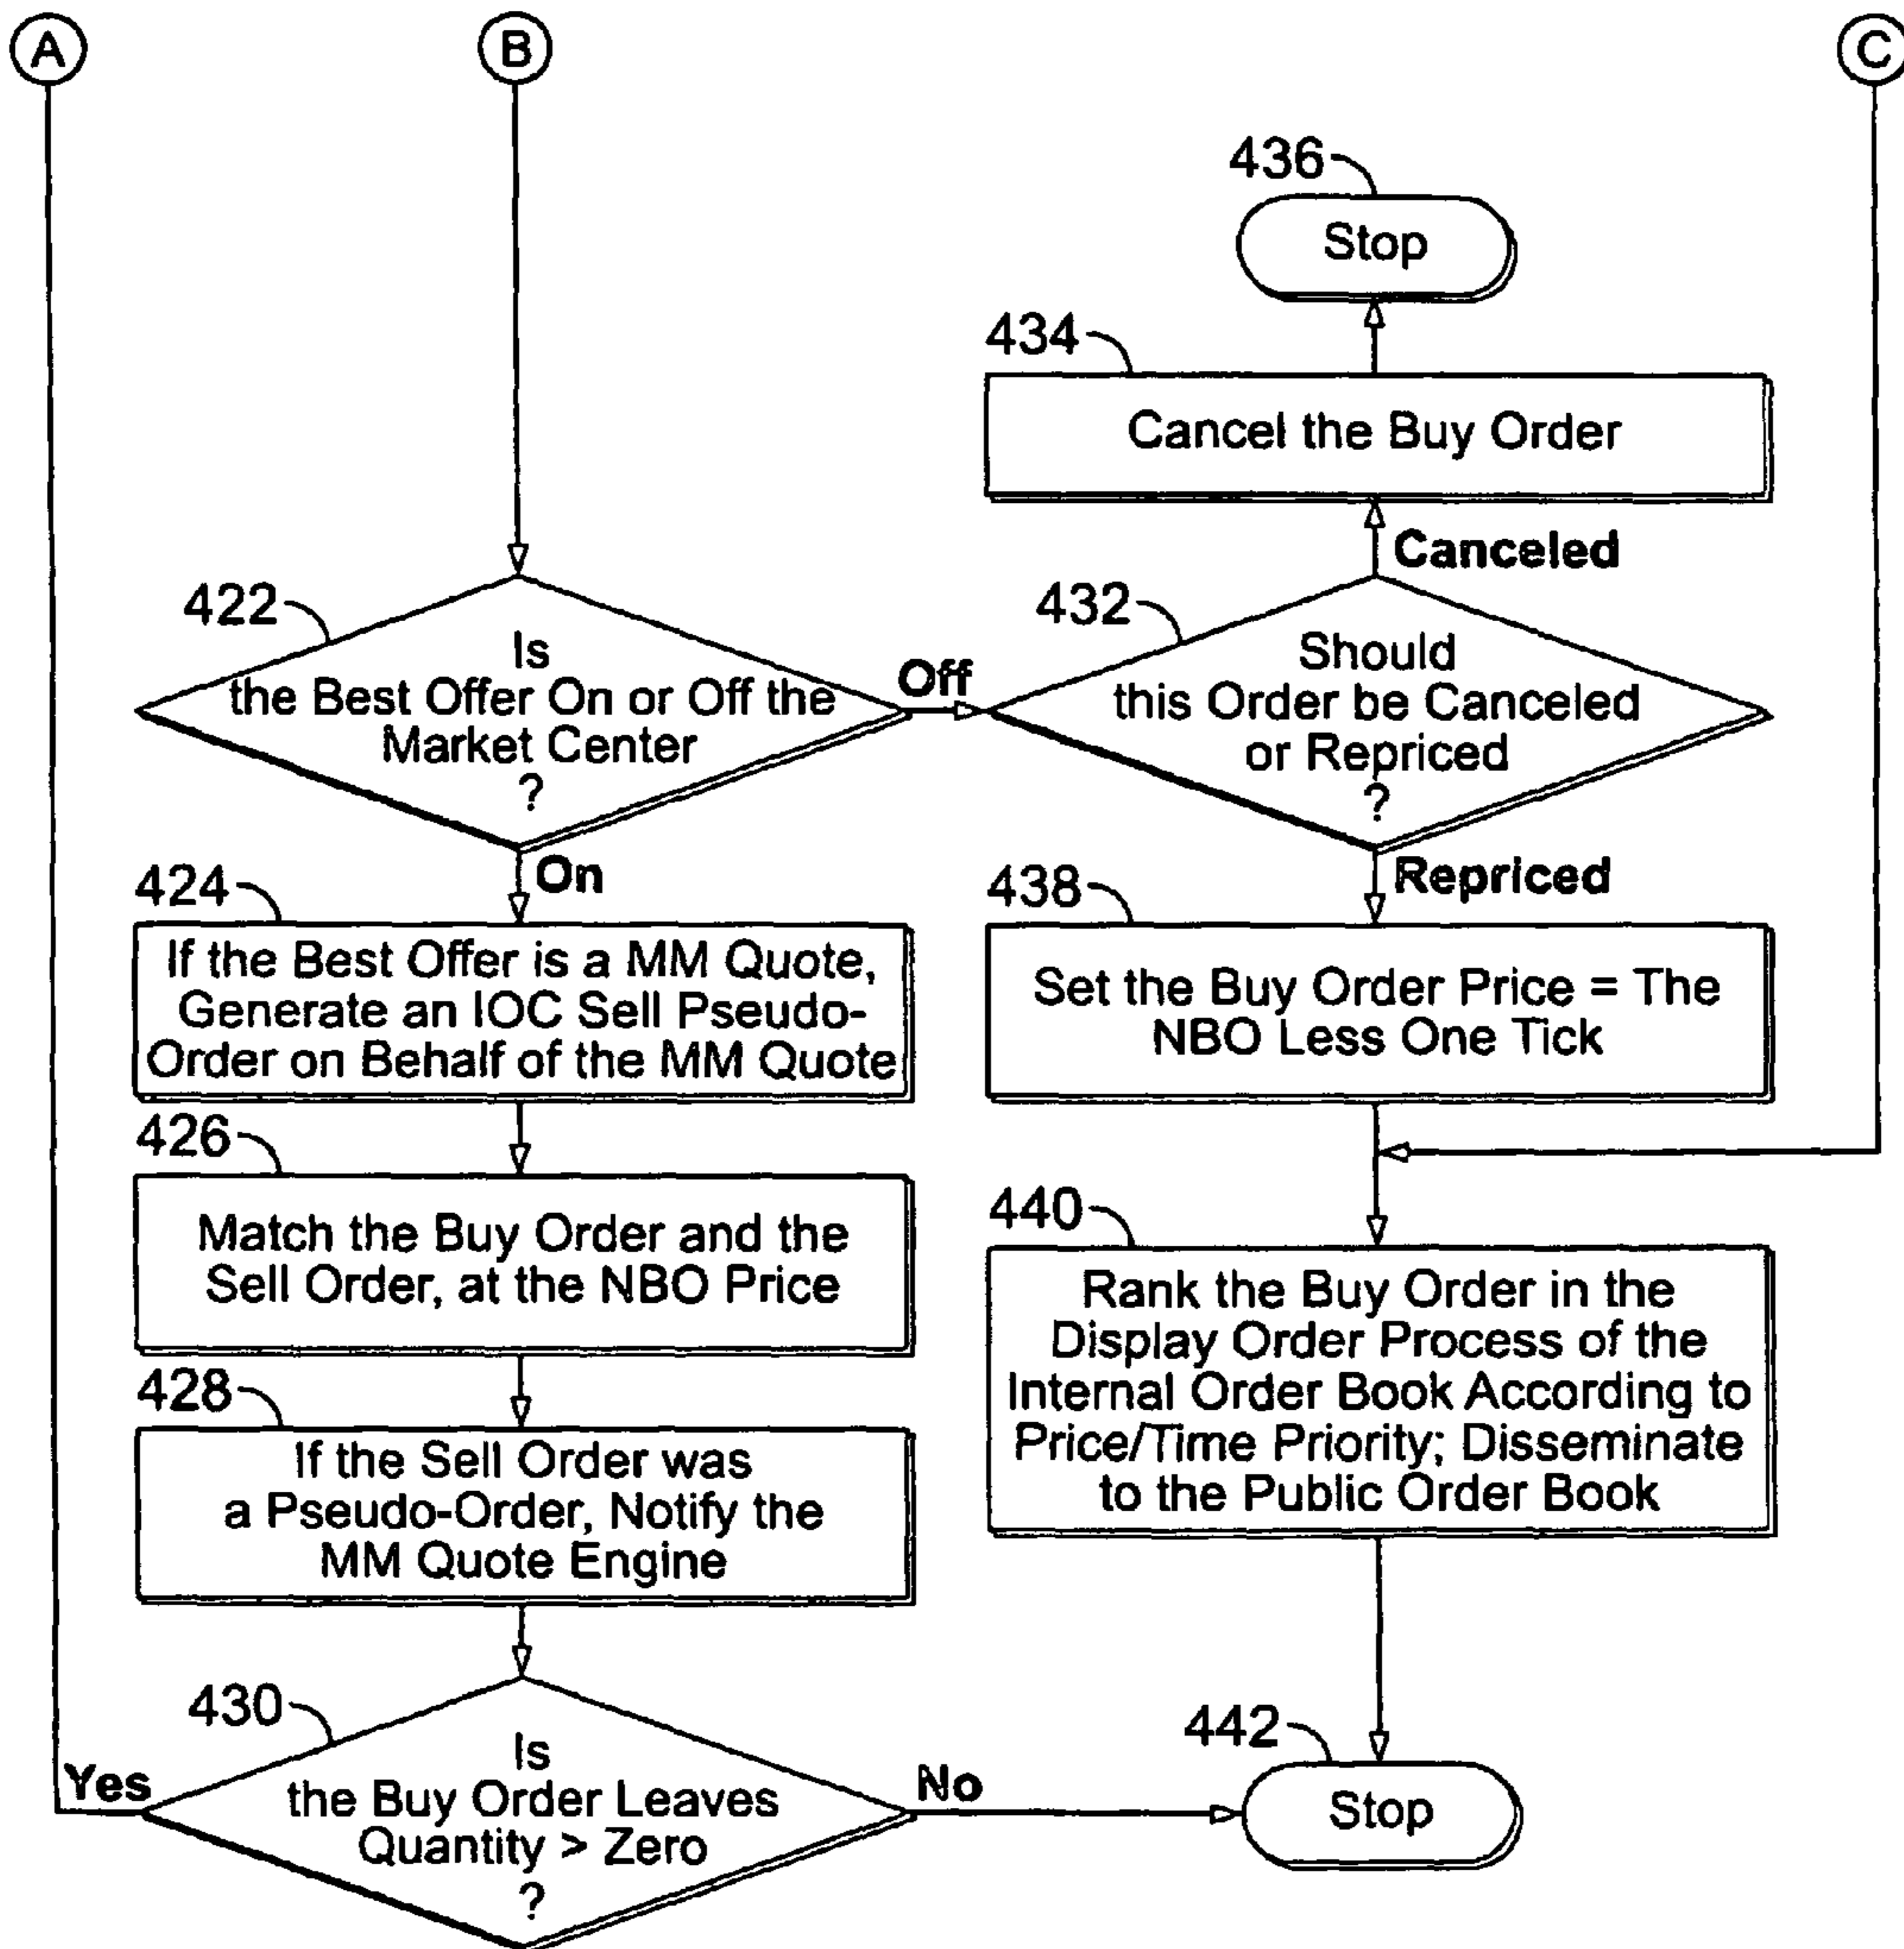 A
B
C
436
Stop
434
Cancel the Buy Order
Canceled
422
Is
the Best Offer On or Off the
Market Center
?
Off
432
Should
this Order be Canceled
or Repriced
?
On
Repriced
424
If the Best Offer is a MM Quote,
Generate an IOC Sell Pseudo-
Order on Behalf of the MM Quote
438
Set the Buy Order Price = The
NBO Less One Tick
426
Match the Buy Order and the
Sell Order, at the NBO Price
440
Rank the Buy Order in the
Display Order Process of the
Internal Order Book According to
Price/Time Priority; Disseminate
to the Public Order Book
428
If the Sell Order was
a Pseudo-Order, Notify the
MM Quote Engine
430
Is
the Buy Order Leaves
Quantity > Zero
?
Yes
No
442
Stop